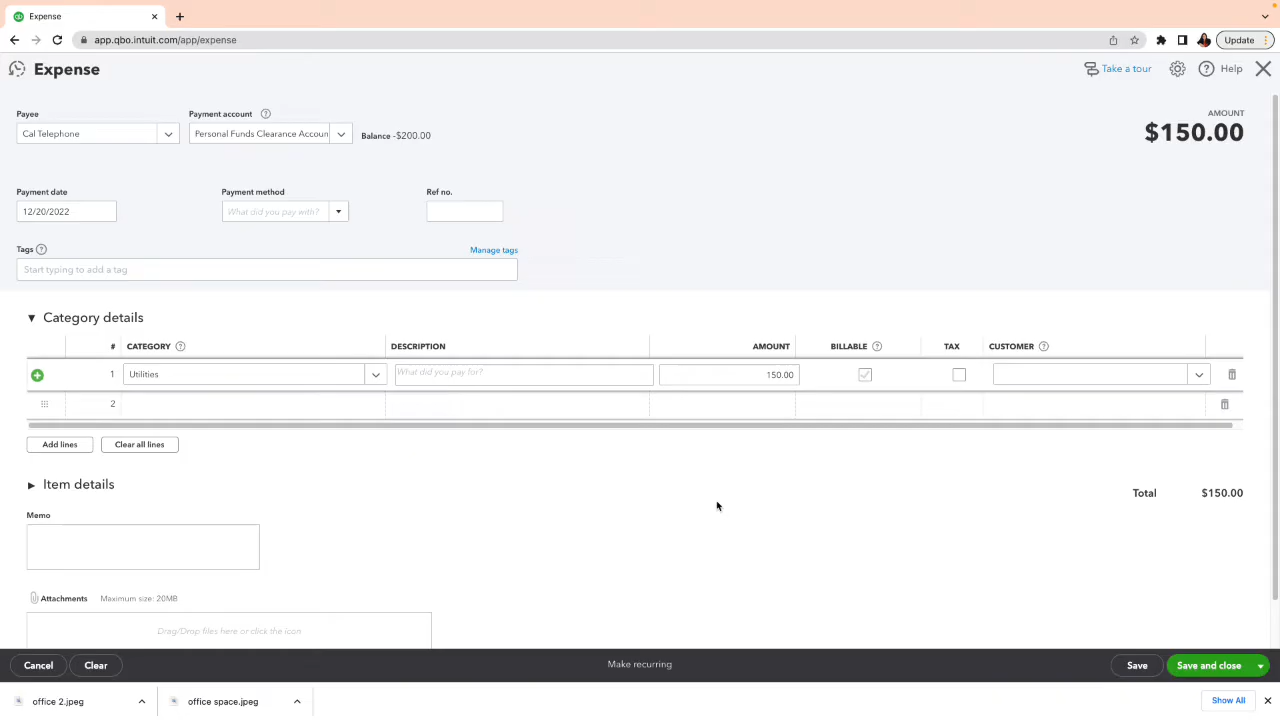 Expense
app.qbo.intuit.com/app/expense
Update
Expense
Take a tour
Help
Payee
Payment account
AMOUNT
Cal Telephone
Personal Funds Clearance Accoun
Balance -$200.00
$150.00
Payment date
Payment method
Ref no.
12/20/2022
What did you pay with?
Tags
Manage tags
Start typing to add a tag
Category details
#
CATEGORY
DESCRIPTION
AMOUNT
BILLABLE
TAX
CUSTOMER
1
Utilities
What did you pay for?
150.00
2
Add lines
Clear all lines
Item details
Total
$150.00
Memo
Attachments
Maximum size: 20MB
Drag/Drop files here or click the icon
Cancel
Clear
Make recurring
Save
Save and close
office 2.jpeg
office space.jpeg
Show All